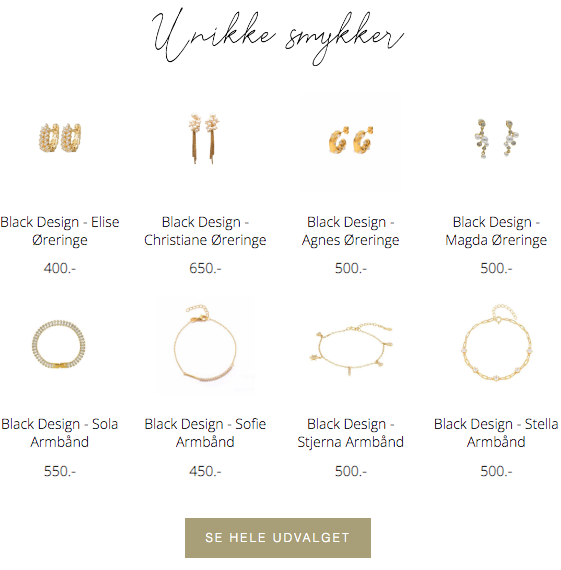 Unikke smykker
Black Design - Elise
Øreringe
400.-
Black Design -
Christiane Øreringe
650.-
Black Design -
Agnes Øreringe
500.-
Black Design -
Magda Øreringe
500.-
Black Design - Sola
Armbånd
550.-
Black Design - Sofie
Armbånd
450.-
Black Design -
Stjerna Armbånd
500.-
Black Design - Stella
Armbånd
500.-
SE HELE UDVALGET